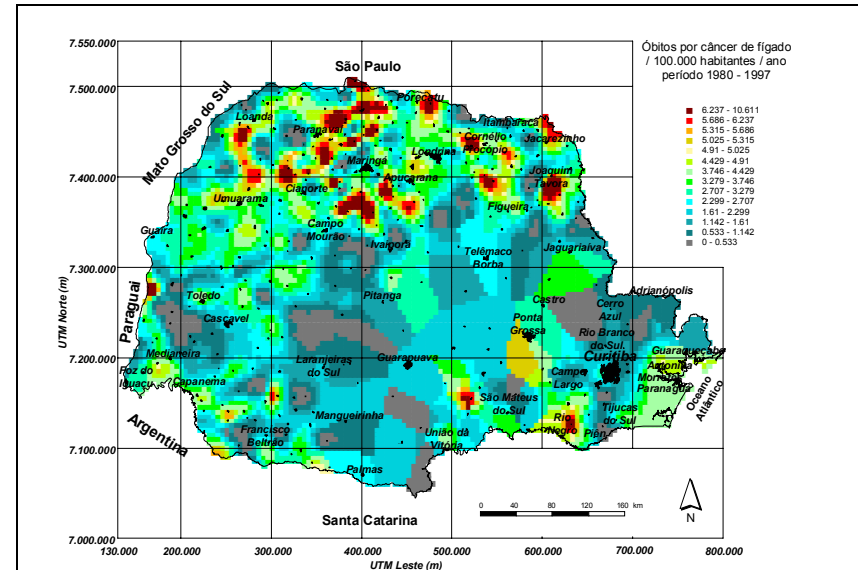 Óbitos por câncer de fígado
/ 100.000 habitantes / ano
período 1980 - 1997
6.237 - 10.611
5.686 - 6.237
5.315 - 5.686
5.025 - 5.315
4.91 - 5.025
4.429 - 4.91
3.746 - 4.429
3.279 - 3.746
2.707 - 3.279
2.299 - 2.707
1.61 - 2.299
1.142 - 1.61
0.533 - 1.142
0 - 0.533
7.550.000
7.500.000
7.400.000
7.300.000
7.200.000
7.100.000
7.000.000
UTM Norte (m)
130.000
200.000
300.000
400.000
500.000
600.000
700.000
800.000
UTM Leste (m)
São Paulo
Mato Grosso do Sul
Paraguai
Argentina
Santa Catarina
Oceano
Atlântico
Loanda
Paranavaí
Porecatu
Itambaracá
Cornélio
Procópio
Jacarezinho
Maringá
Londrina
Apucarana
Joaquim
Távora
Cianorte
Umuarama
Figueira
Campo
Mourão
Guaíra
Ivaiporã
Telêmaco
Borba
Jaguariaíva
Toledo
Pitanga
Castro
Adrianópolis
Cerro
Azul
Cascavel
Ponta
Grossa
Rio Branco
do Sul
Medianeira
Laranjeiras
do Sul
Guarapuava
Curitiba
Guaraqueçaba
Antonina
Foz do
Iguaçu
Capanema
Campo
Largo
Morretes
Paranaguá
São Máteus
do Sul
Mangueirinha
Francisco
Beltrão
União da
Vitória
Rio
Negro
Tijucas
do Sul
Piên
Palmas
0
40
80
120
160 km
N